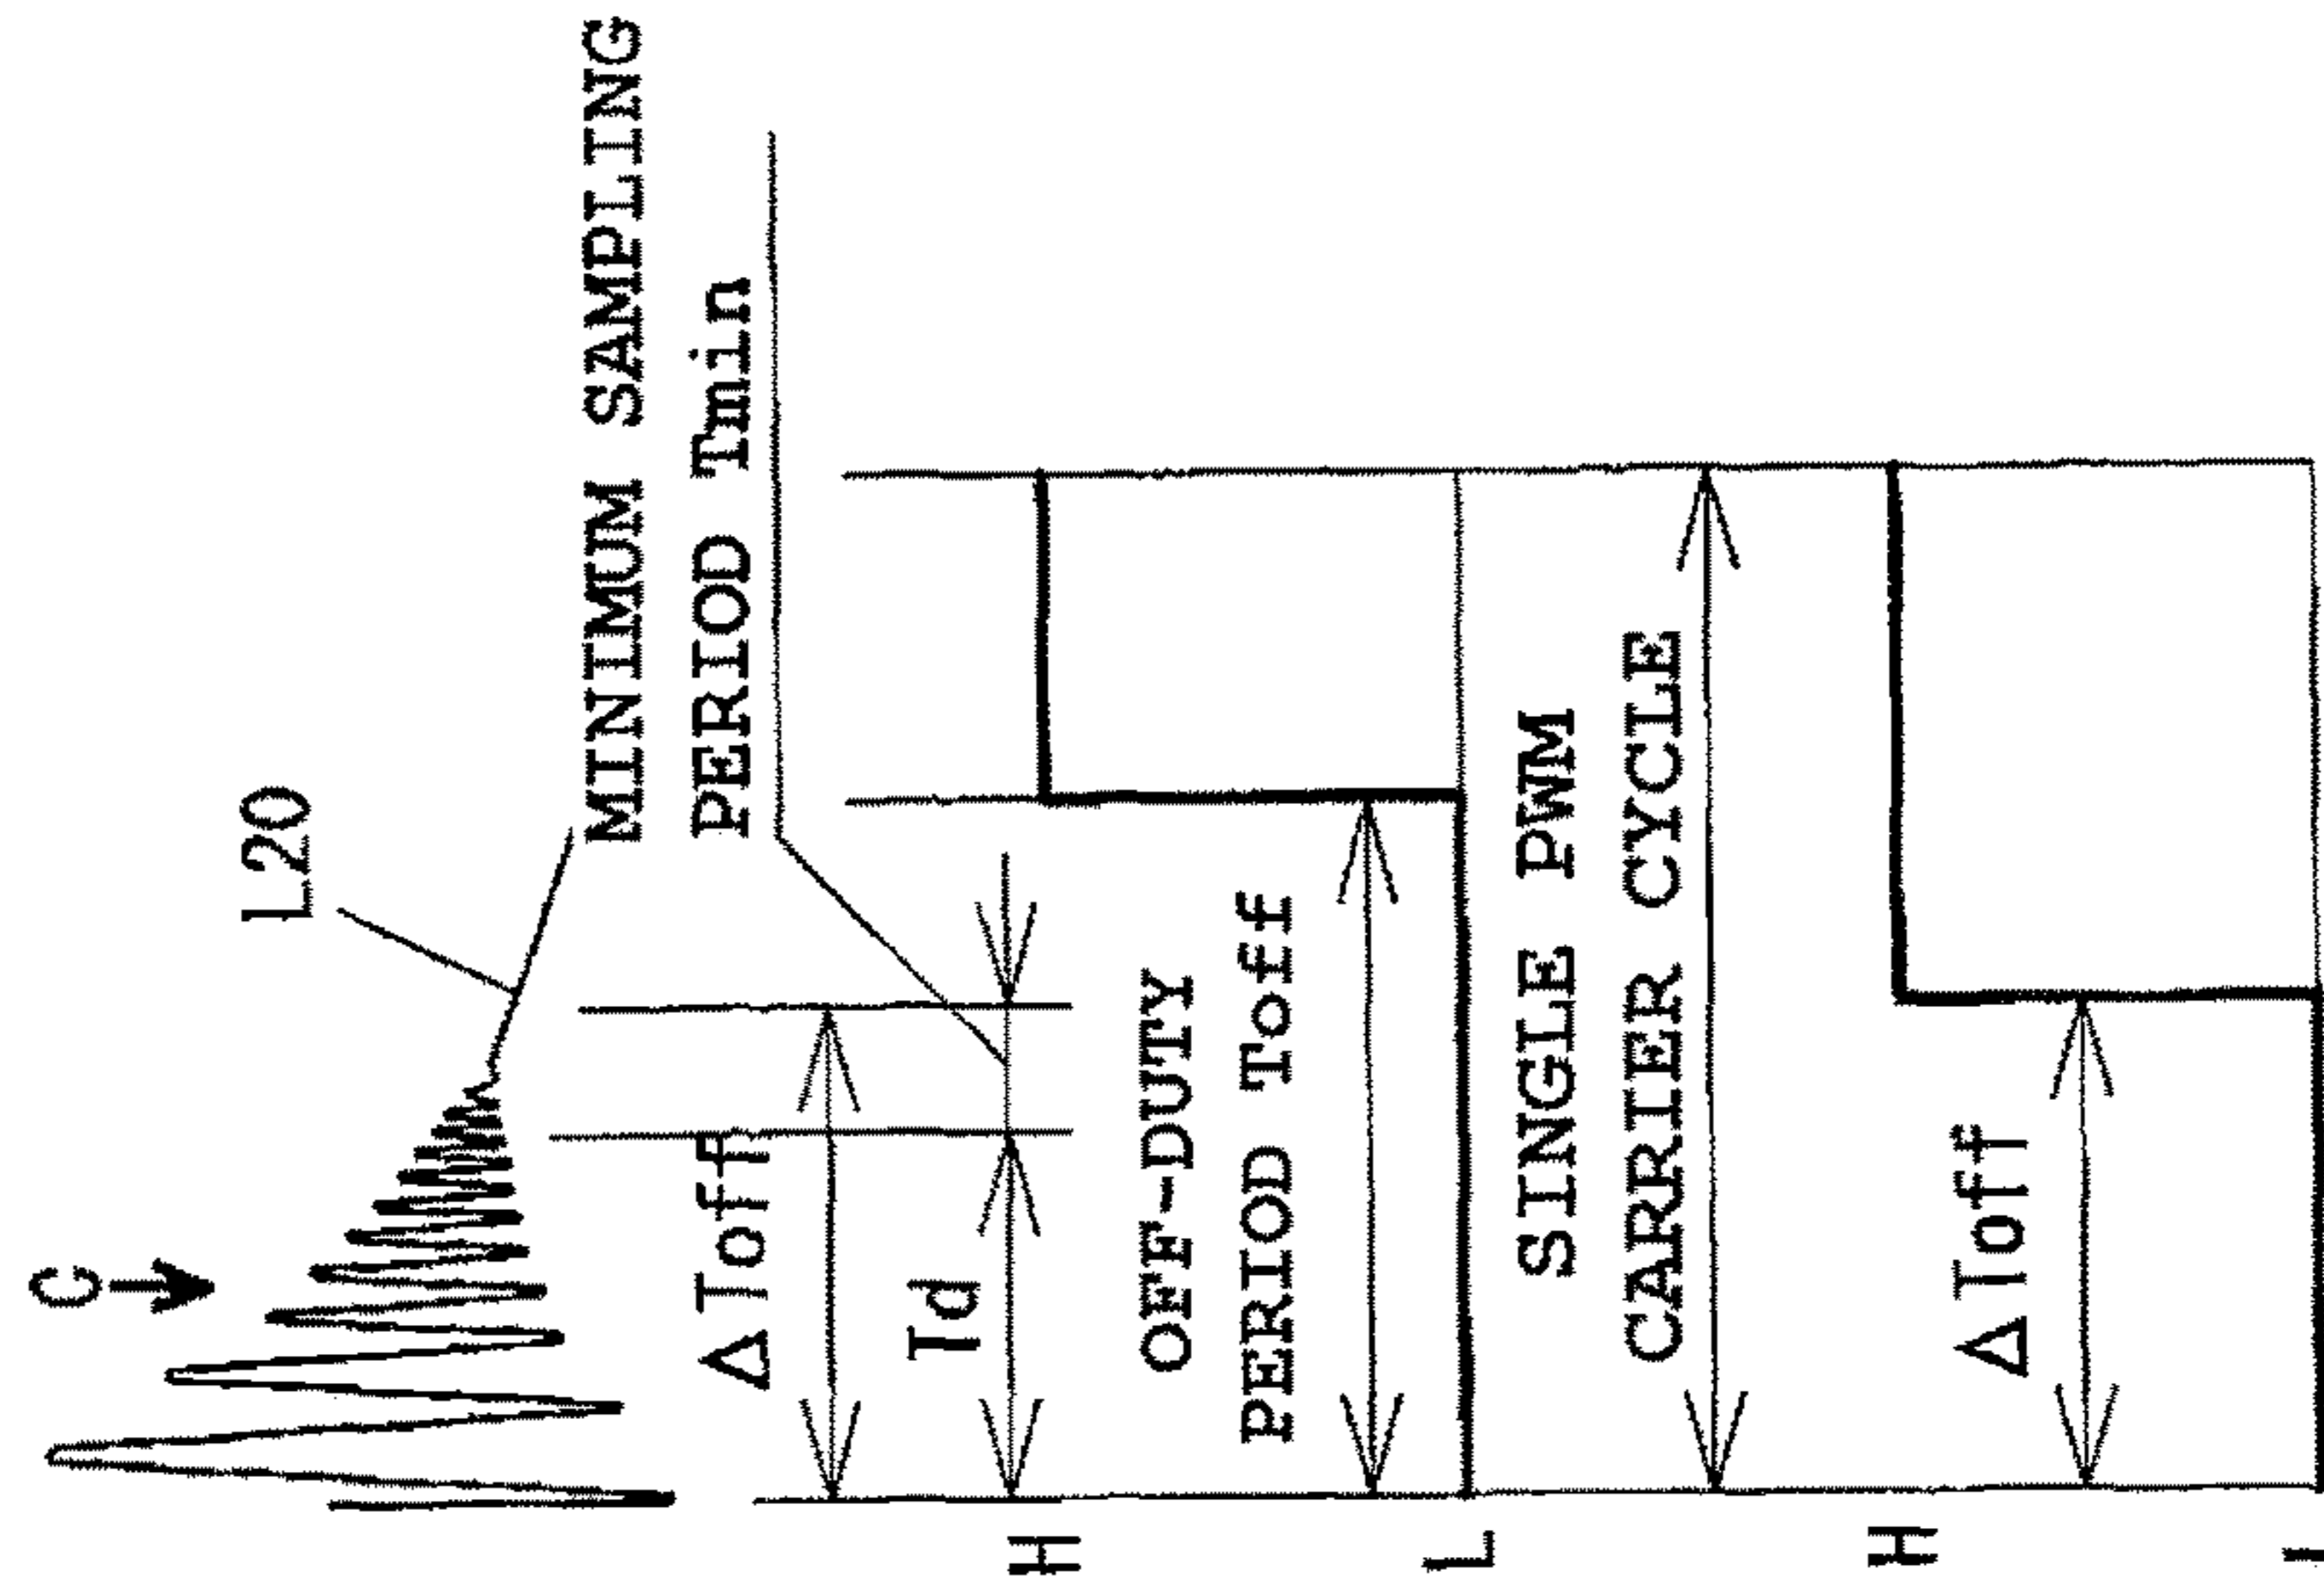 C
L20
MINIMUM SAMPLING
PERIOD Tmin
ΔToff
Td
H
OFF-DUTY
PERIOD Toff
L
SINGLE PWM
CARRIER CYCLE
H
ΔToff